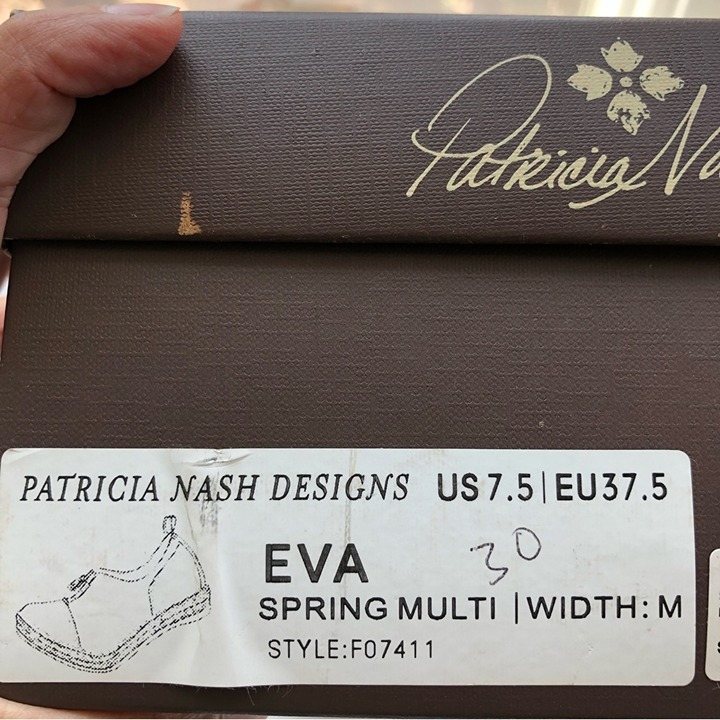 Patricia Na
PATRICIA NASH DESIGNS US 7.5 | EU 37.5
EVA 30
SPRING MULTI | WIDTH: M
STYLE:F07411